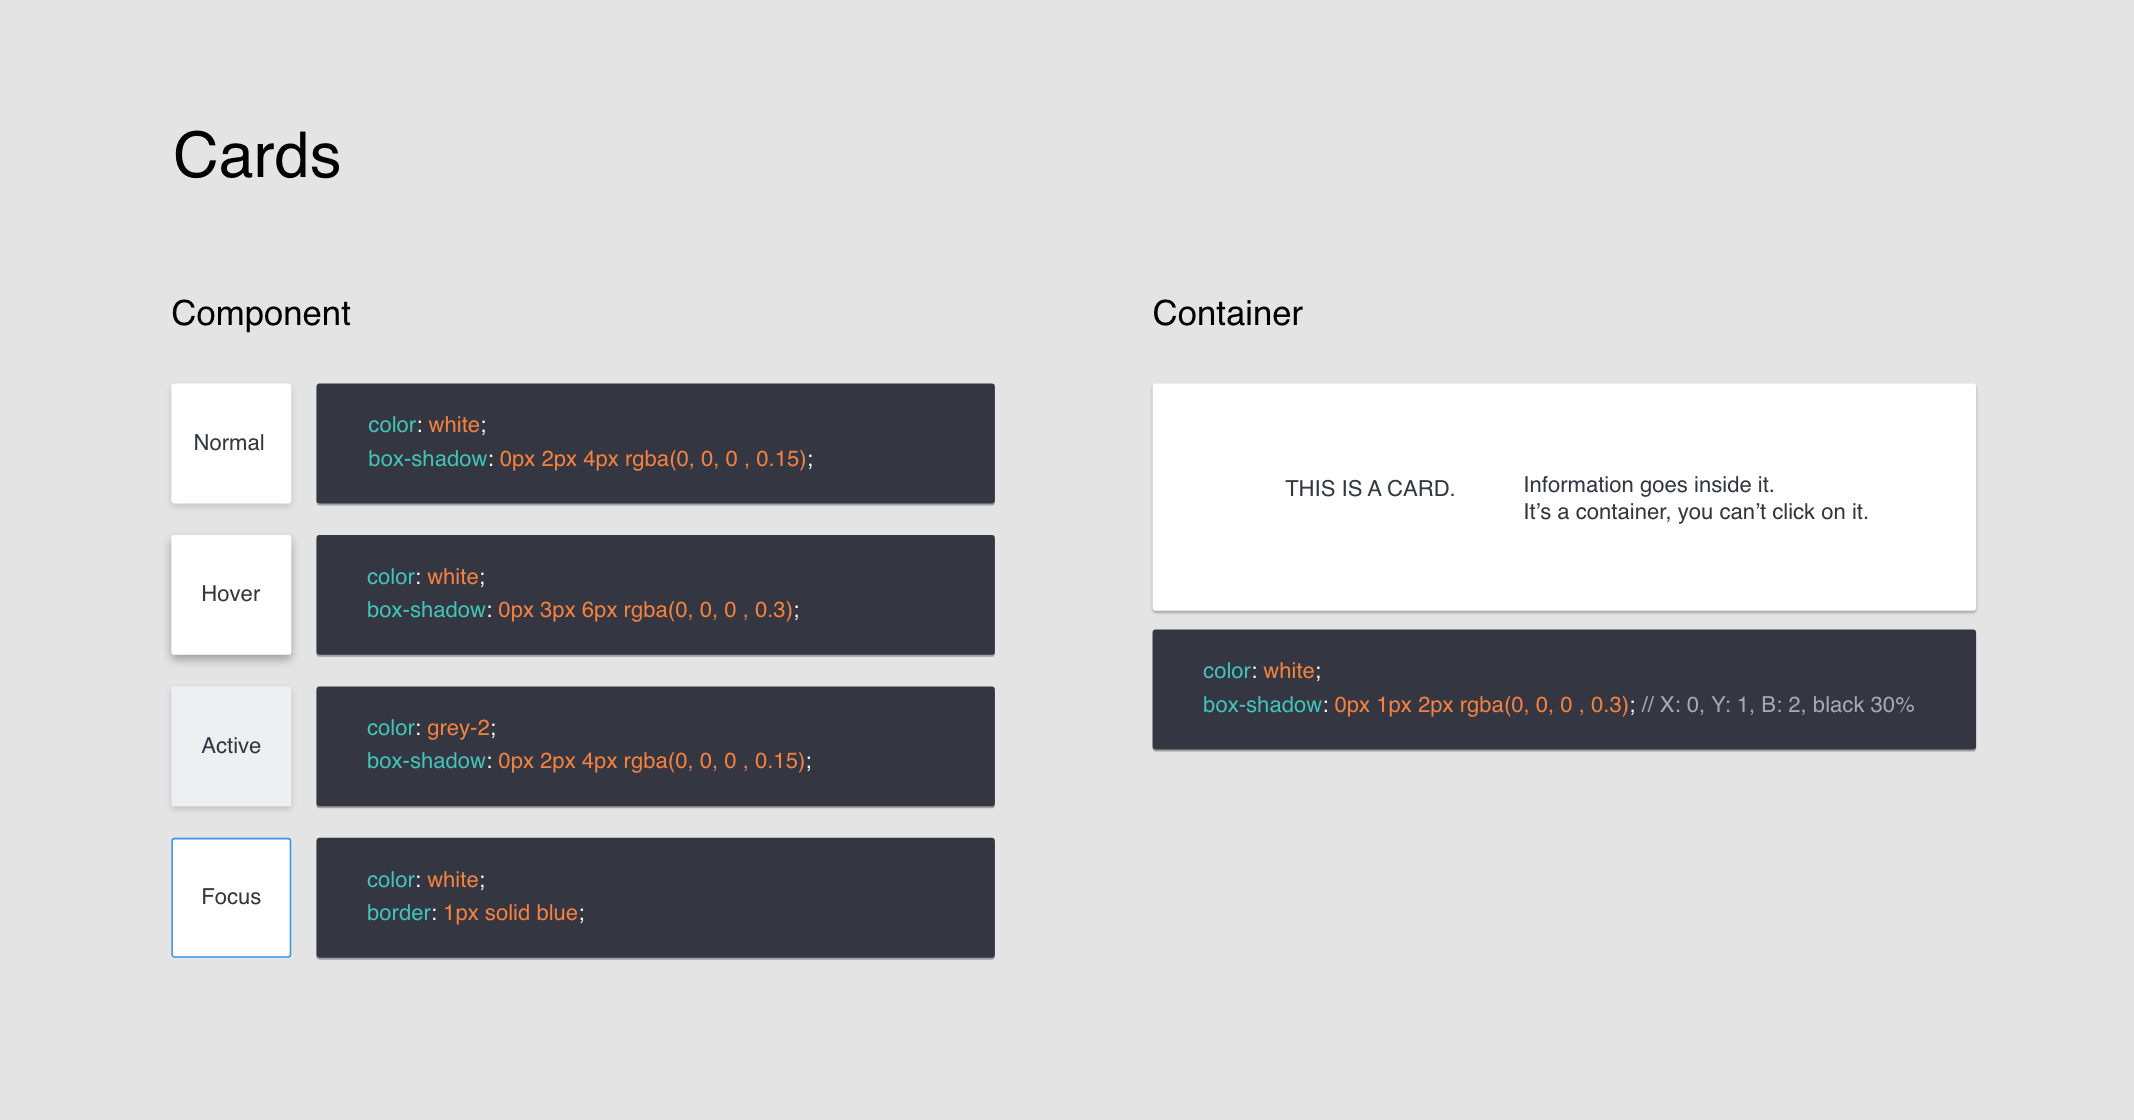 Cards
Component
Normal
color: white;
box-shadow: 0px 2px 4px rgba(0, 0, 0 , 0.15);
Hover
color: white;
box-shadow: 0px 3px 6px rgba(0, 0, 0 , 0.3);
Active
color: grey-2;
box-shadow: 0px 2px 4px rgba(0, 0, 0 , 0.15);
Focus
color: white;
border: 1px solid blue;
Container
THIS IS A CARD.
Information goes inside it.
It’s a container, you can’t click on it.
color: white;
box-shadow: 0px 1px 2px rgba(0, 0, 0 , 0.3); // X: 0, Y: 1, B: 2, black 30%